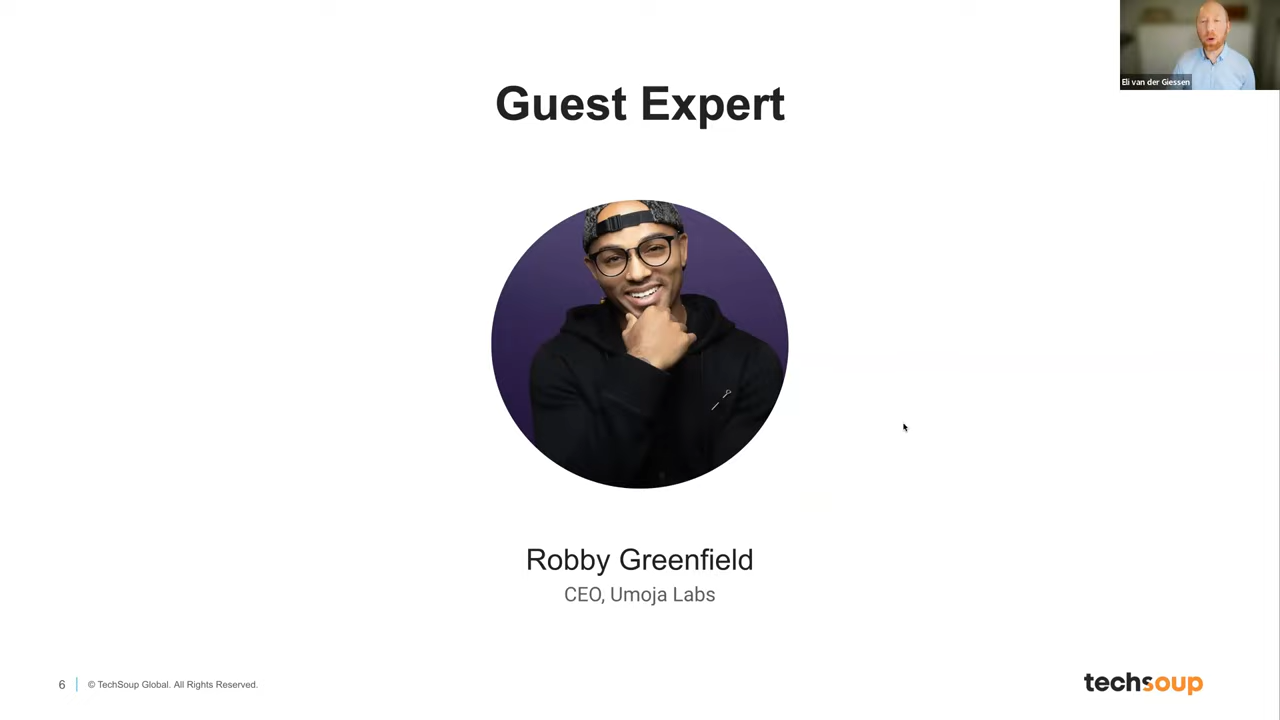 Eli van der Giessen
Guest Expert
Robby Greenfield
CEO, Umoja Labs
6
© TechSoup Global. All Rights Reserved.
techsoup